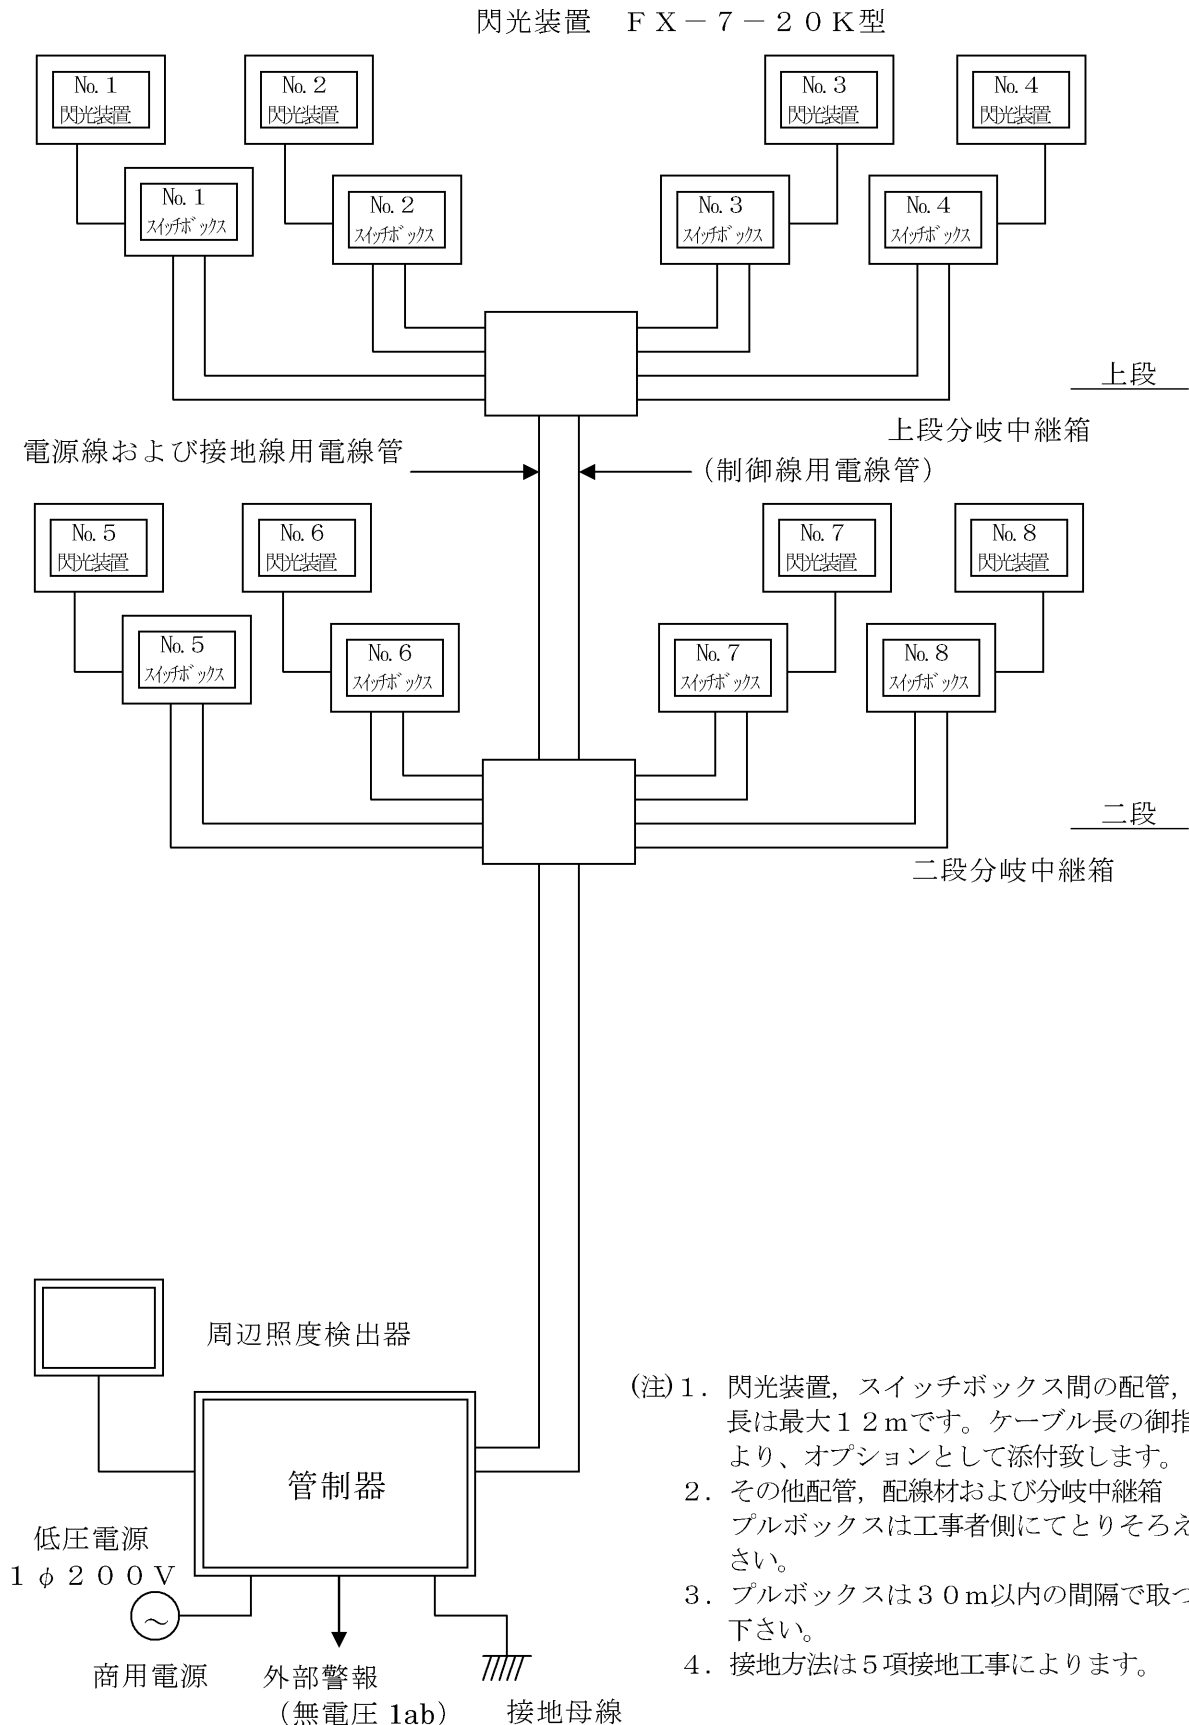 閃光装置　ＦＸ－７－２０Ｋ型
No.１
閃光装置
No.２
閃光装置
No.３
閃光装置
No.４
閃光装置
No.１
スイッチボックス
No.２
スイッチボックス
No.３
スイッチボックス
No.４
スイッチボックス
上段
上段分岐中継箱
電源線および接地線用電線管
（制御線用電線管）
No.５
閃光装置
No.６
閃光装置
No.７
閃光装置
No.８
閃光装置
No.５
スイッチボックス
No.６
スイッチボックス
No.７
スイッチボックス
No.８
スイッチボックス
二段
二段分岐中継箱
周辺照度検出器
管制器
低圧電源
１φ２００Ｖ
商用電源
外部警報
（無電圧 1ab）
接地母線
(注)１．閃光装置，スイッチボックス間の配管，
長は最大１２ｍです。ケーブル長の御指
より、オプションとして添付致します。
２．その他配管，配線材および分岐中継箱
プルボックスは工事者側にてとりそろえ
さい。
３．プルボックスは３０ｍ以内の間隔で取つ
下さい。
４．接地方法は５項接地工事によります。